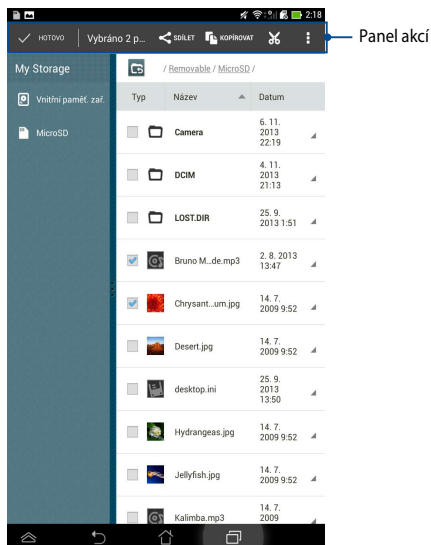 2:18
HOTOVO Vybráno 2 p... SDÍLET KOPÍROVAT
Panel akcí
My Storage
/ Removable / MicroSD /
Vnitřní paměť. zař.
MicroSD
Typ Název Datum
Camera 6. 11. 2013 22:19
DCIM 4. 11. 2013 21:13
LOST.DIR 25. 9. 2013 1:51
Bruno M...de.mp3 2. 8. 2013 13:47
Chrysant...um.jpg 14. 7. 2009 9:52
Desert.jpg 14. 7. 2009 9:52
desktop.ini 25. 9. 2013 13:50
Hydrangeas.jpg 14. 7. 2009 9:52
Jellyfish.jpg 14. 7. 2009 9:52
Kalimba.mp3 14. 7. 2009